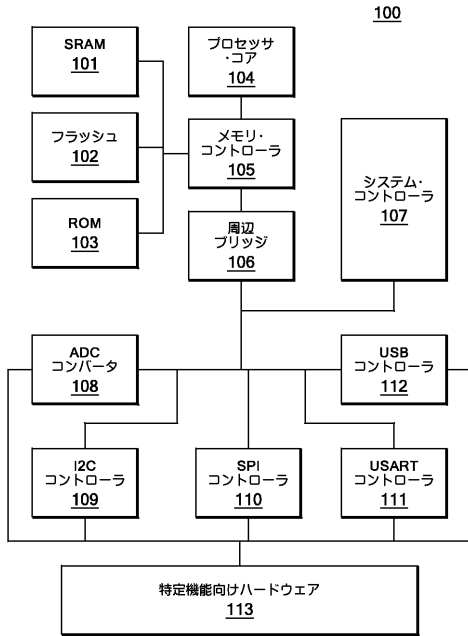 100
SRAM
101
プロセッサ
・コア
104
フラッシュ
102
メモリ・
コントローラ
105
システム・
コントローラ
107
ROM
103
周辺
ブリッジ
106
ADC
コンバータ
108
USB
コントローラ
112
I2C
コントローラ
109
SPI
コントローラ
110
USART
コントローラ
111
特定機能向けハードウェア
113